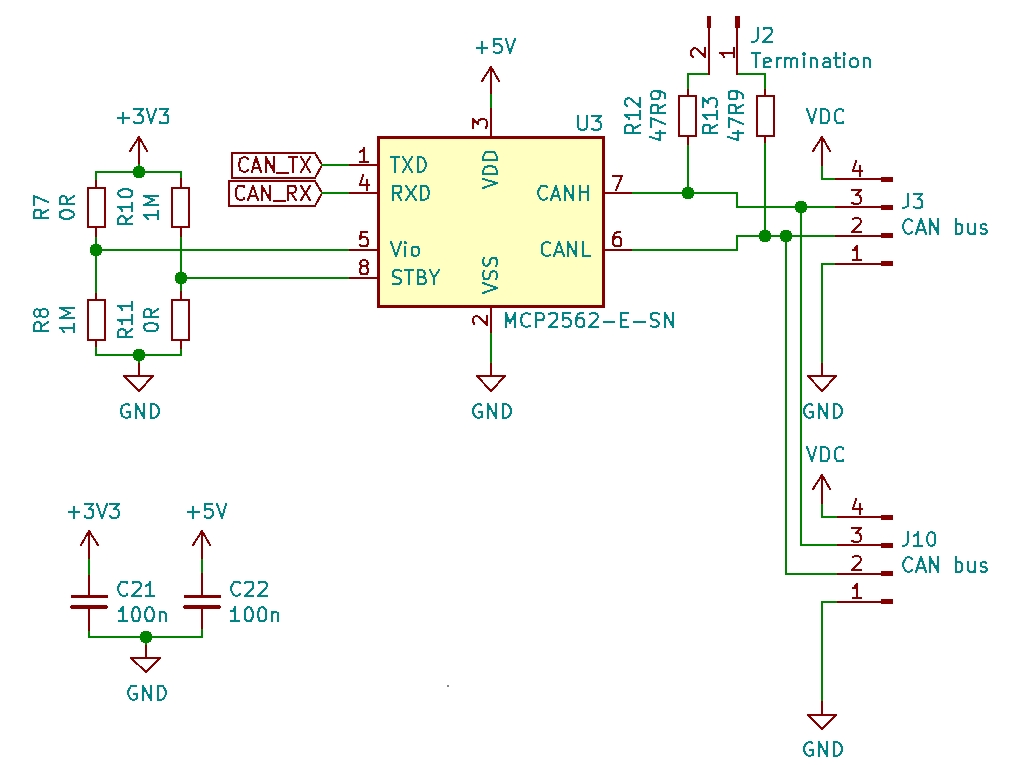 2
1
J2
Termination
+5V
R12
47R9
R13
47R9
+3V3
3
U3
VDC
CAN_TX
1
TXD
VDD
4
CAN_RX
4
RXD
CANH
7
3
J3
R7
0R
R10
1M
2
CAN bus
5
Vio
CANL
6
1
8
STBY
VSS
R8
1M
R11
0R
2
MCP2562-E-SN
GND
GND
GND
VDC
+3V3
+5V
4
3
J10
2
CAN bus
C21
100n
C22
100n
1
GND
GND